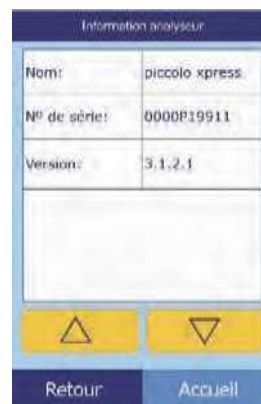 Information analyseur
Nom: piccolo xpress
Nº de série: 0000P19911
Version: 3.1.2.1
Retour Accueil